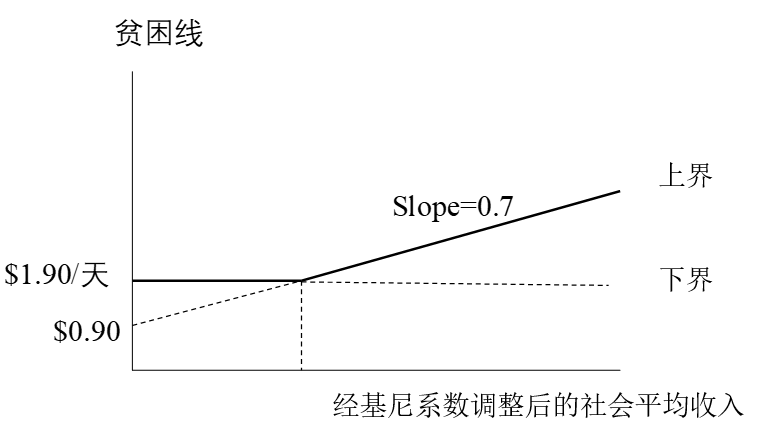 贫困线
上界
Slope=0.7
$1.90/天
下界
$0.90
经基尼系数调整后的社会平均收入